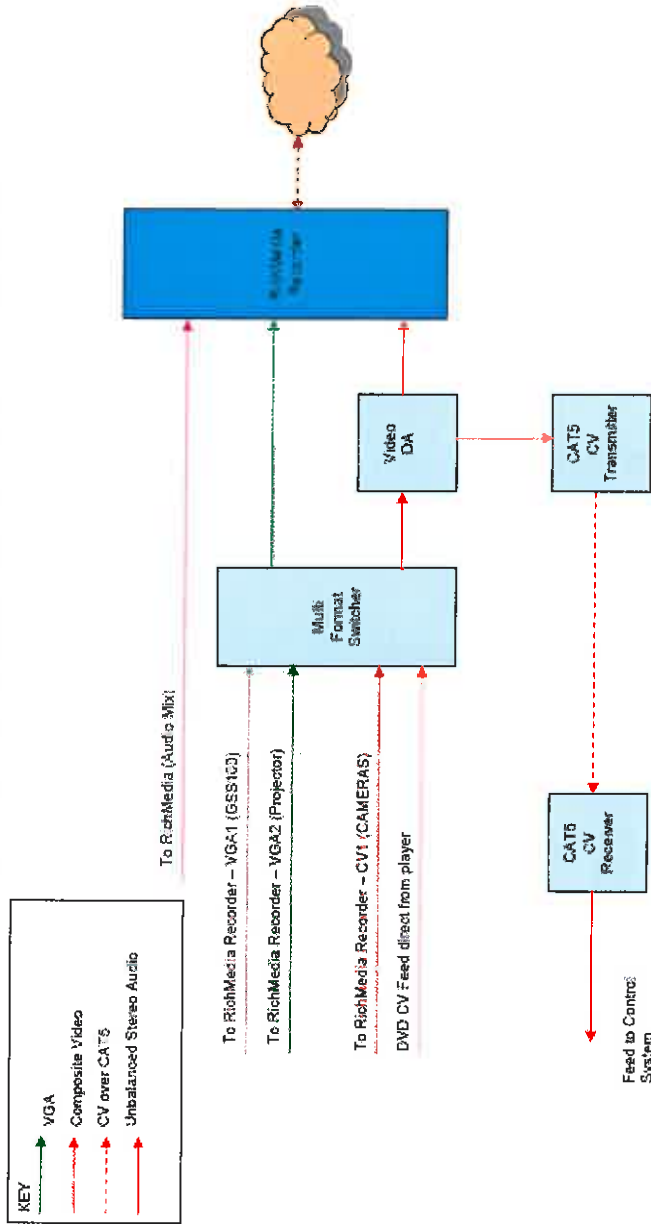 KEY
VGA
Composite Video
CV over CAT5
Unbalanced Stereo Audio
To RichMedia (Audio Mix)
To RichMedia Recorder – VGA1 (GSS100)
To RichMedia Recorder – VGA2 (Projector)
To RichMedia Recorder – CV1 (CAMERAS)
DVD CV Feed direct from player
Multi
Format
Switcher
Video
DA
RichMedia
Recorder
CAT5
CV
Transmitter
CAT5
CV
Receiver
Feed to Control
System